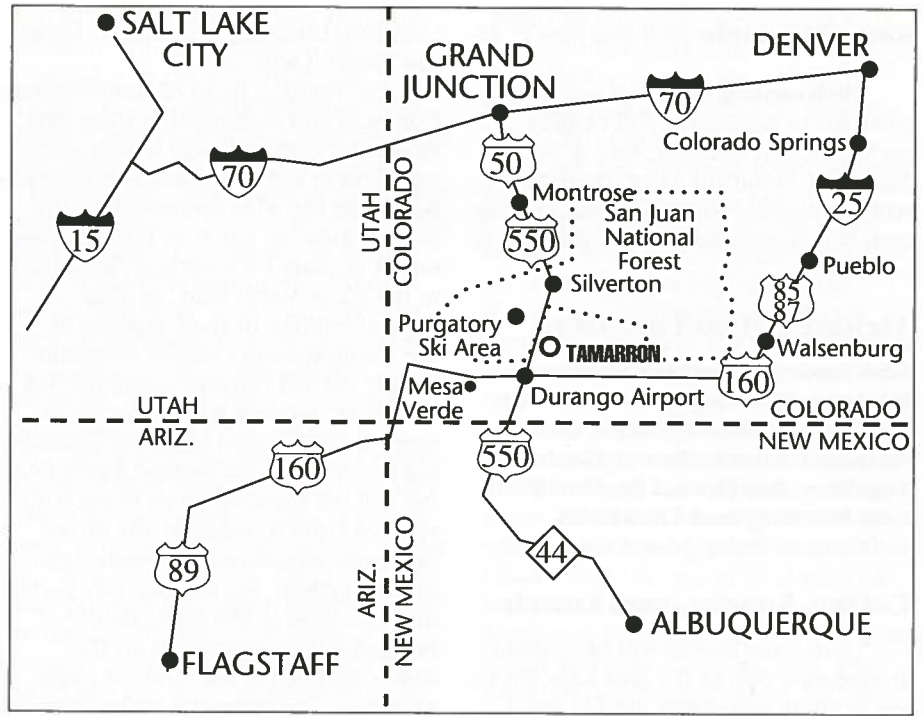 SALT LAKE
CITY
GRAND
JUNCTION
DENVER
70
Colorado Springs
50
70
25
Montrose
San Juan
National
Forest
UTAH
COLORADO
15
550
Pueblo
Silverton
85
87
Purgatory
Ski Area
TAMARRON
Walsenburg
160
Mesa
Verde
Durango Airport
UTAH
COLORADO
ARIZ.
NEW MEXICO
160
550
44
89
ARIZ.
NEW MEXICO
ALBUQUERQUE
FLAGSTAFF